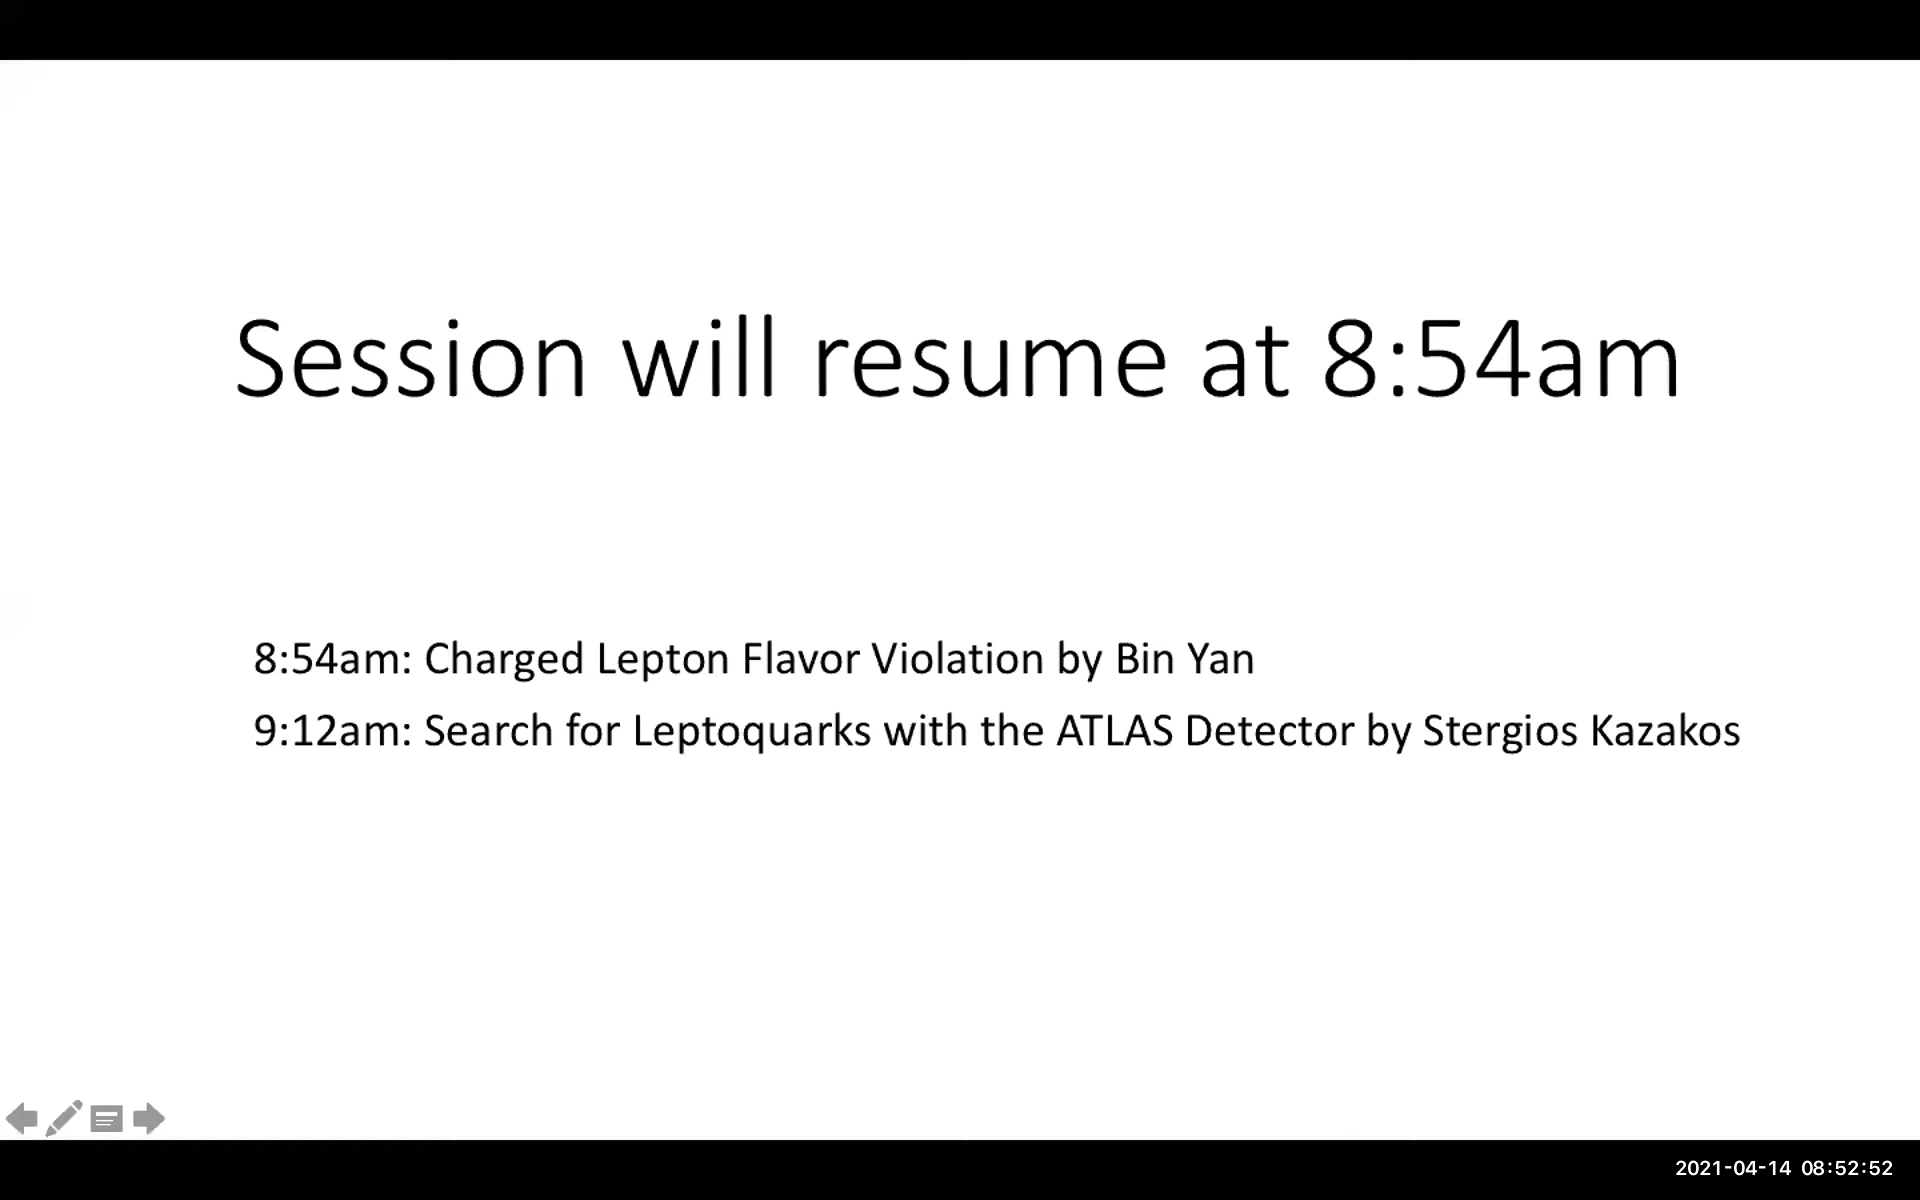 Session will resume at 8:54am
8:54am: Charged Lepton Flavor Violation by Bin Yan
9:12am: Search for Leptoquarks with the ATLAS Detector by Stergios Kazakos
2021-04-14 08:52:52